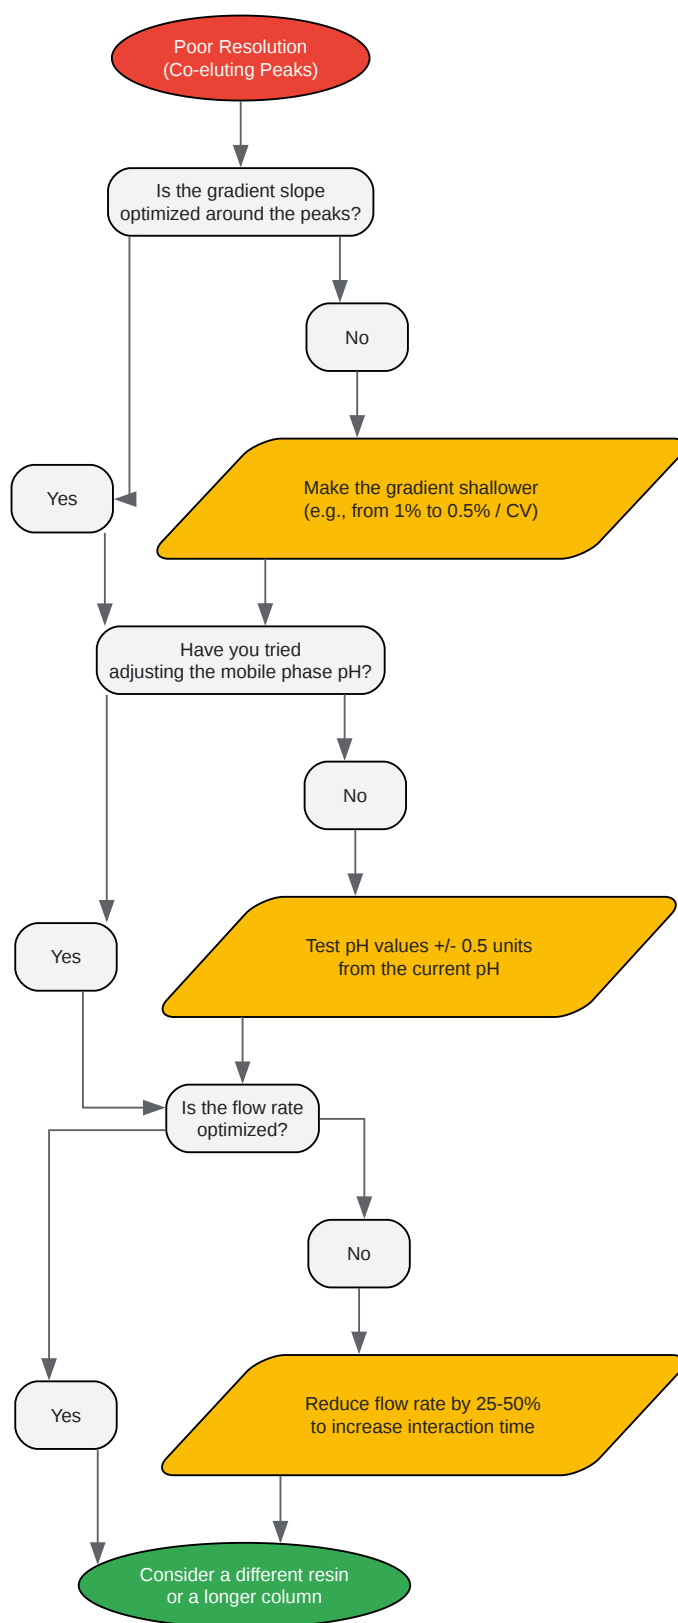 Poor Resolution
(Co-eluting Peaks)
Is the gradient slope
optimized around the peaks?
No
Make the gradient shallower
(e.g., from 1% to 0.5% / CV)
Yes
Have you tried
adjusting the mobile phase pH?
No
Test pH values +/- 0.5 units
from the current pH
Yes
Is the flow rate
optimized?
No
Reduce flow rate by 25-50%
to increase interaction time
Yes
Consider a different resin
or a longer column